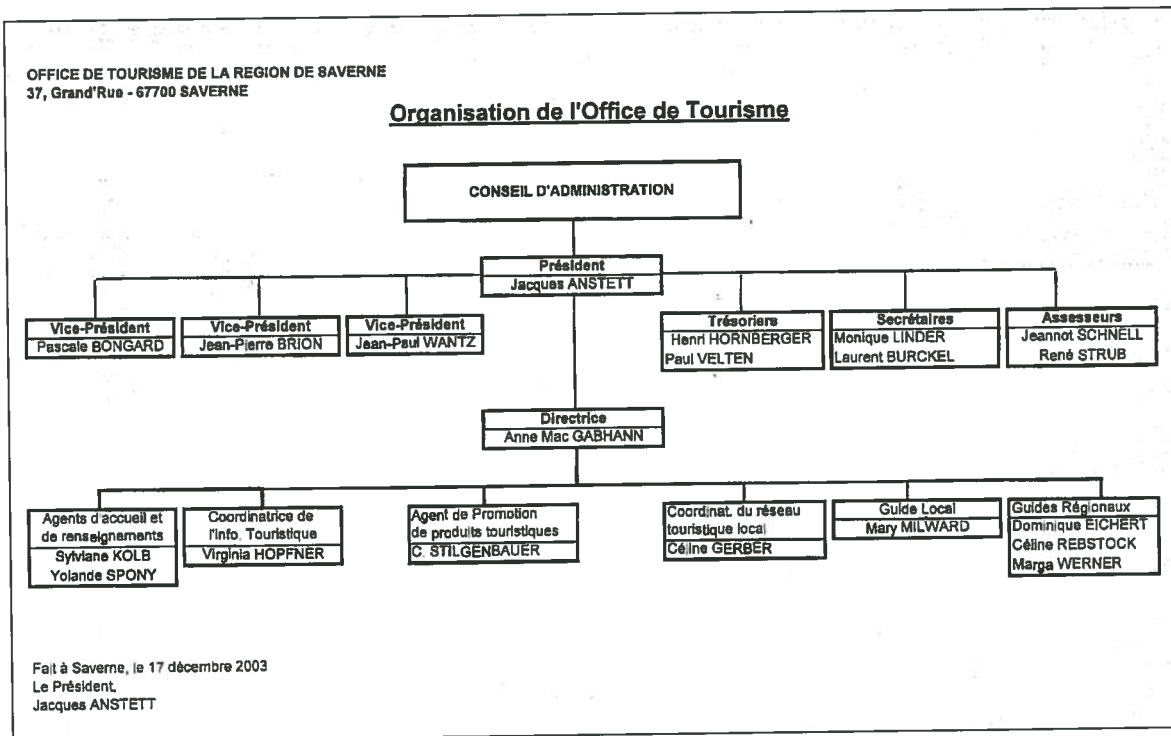 OFFICE DE TOURISME DE LA REGION DE SAVERNE
37, Grand'Rue - 67700 SAVERNE
Organisation de l'Office de Tourisme
CONSEIL D'ADMINISTRATION
Président
Jacques ANSTETT
Vice-Président
Pascale BONGARD
Vice-Président
Jean-Pierre BRION
Vice-Président
Jean-Paul WANTZ
Trésoriers
Henri HORNBERGER
Paul VELTEN
Secrétaires
Monique LINDER
Laurent BURCKEL
Assesseurs
Jeannot SCHNELL
René STRUB
Directrice
Anne Mac GABHANN
Agents d'accueil et
de renseignements
Sylviane KOLB
Yolande SPONY
Coordinatrice de
l'Info. Touristique
Virginia HOPFNER
Agent de Promotion
de produits touristiques
C. STILGENBAUER
Coordinat. du réseau
touristique local
Céline GERBER
Guide Local
Mary MILWARD
Guides Régionaux
Dominique EICHERT
Céline REBSTOCK
Marga WERNER
Fait à Saverne, le 17 décembre 2003
Le Président,
Jacques ANSTETT